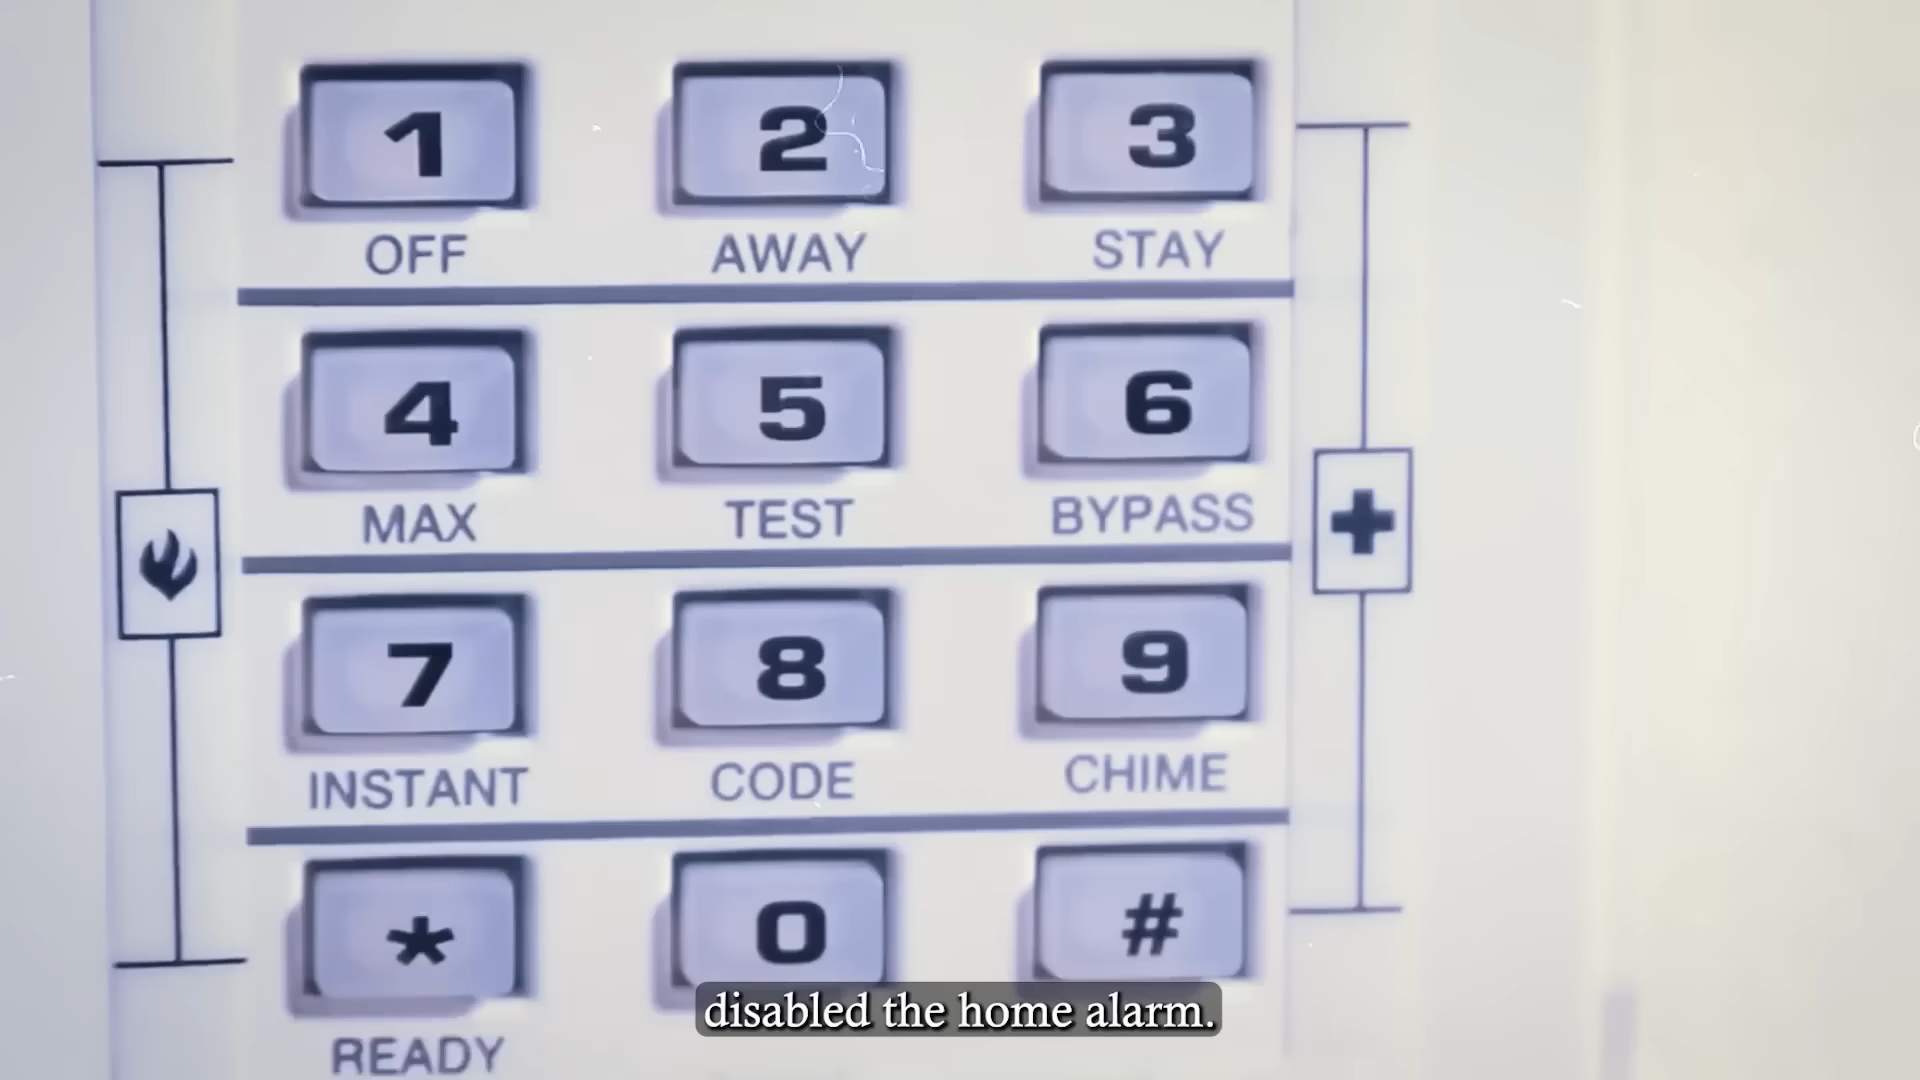 1 2 3
OFF AWAY STAY
4 5 6
MAX TEST BYPASS
7 8 9
INSTANT CODE CHIME
* 0 #
disabled the home alarm.
READY